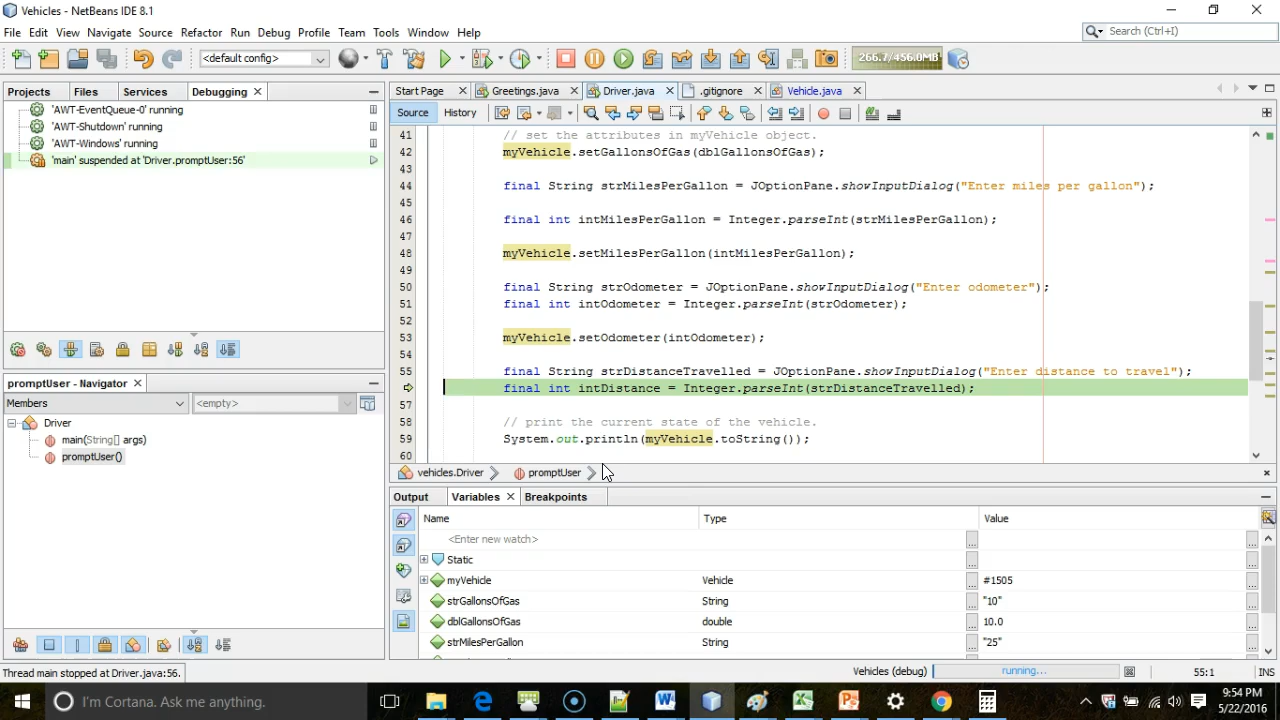 Vehicles - NetBeans IDE 8.1
File Edit View Navigate Source Refactor Run Debug Profile Team Tools Window Help
Search (Ctrl+I)
<default config>
266.7/456.0MB
Projects Files Services Debugging
Start Page Greetings.java Driver.java .gitignore Vehicle.java
Source History
'AWT-EventQueue-0' running
'AWT-Shutdown' running
'AWT-Windows' running
'main' suspended at 'Driver.promptUser:56'
41 // set the attributes in myVehicle object.
42 myVehicle.setGallonsOfGas(dblGallonsOfGas);
43
44 final String strMilesPerGallon = JOptionPane.showInputDialog("Enter miles per gallon");
45
46 final int intMilesPerGallon = Integer.parseInt(strMilesPerGallon);
47
48 myVehicle.setMilesPerGallon(intMilesPerGallon);
49
50 final String strOdometer = JOptionPane.showInputDialog("Enter odometer");
51 final int intOdometer = Integer.parseInt(strOdometer);
52
53 myVehicle.setOdometer(intOdometer);
54
55 final String strDistanceTravelled = JOptionPane.showInputDialog("Enter distance to travel");
final int intDistance = Integer.parseInt(strDistanceTravelled);
57
58 // print the current state of the vehicle.
59 System.out.println(myVehicle.toString());
60
vehicles.Driver promptUser
promptUser - Navigator
Members <empty>
Driver
main(String[] args)
promptUser()
Output Variables Breakpoints
Name Type Value
<Enter new watch>
Static
myVehicle Vehicle #1505
strGallonsOfGas String "10"
dblGallonsOfGas double 10.0
strMilesPerGallon String "25"
Thread main stopped at Driver.java:56.
Vehicles (debug) running... 55:1 INS
I'm Cortana. Ask me anything.
9:54 PM
5/22/2016